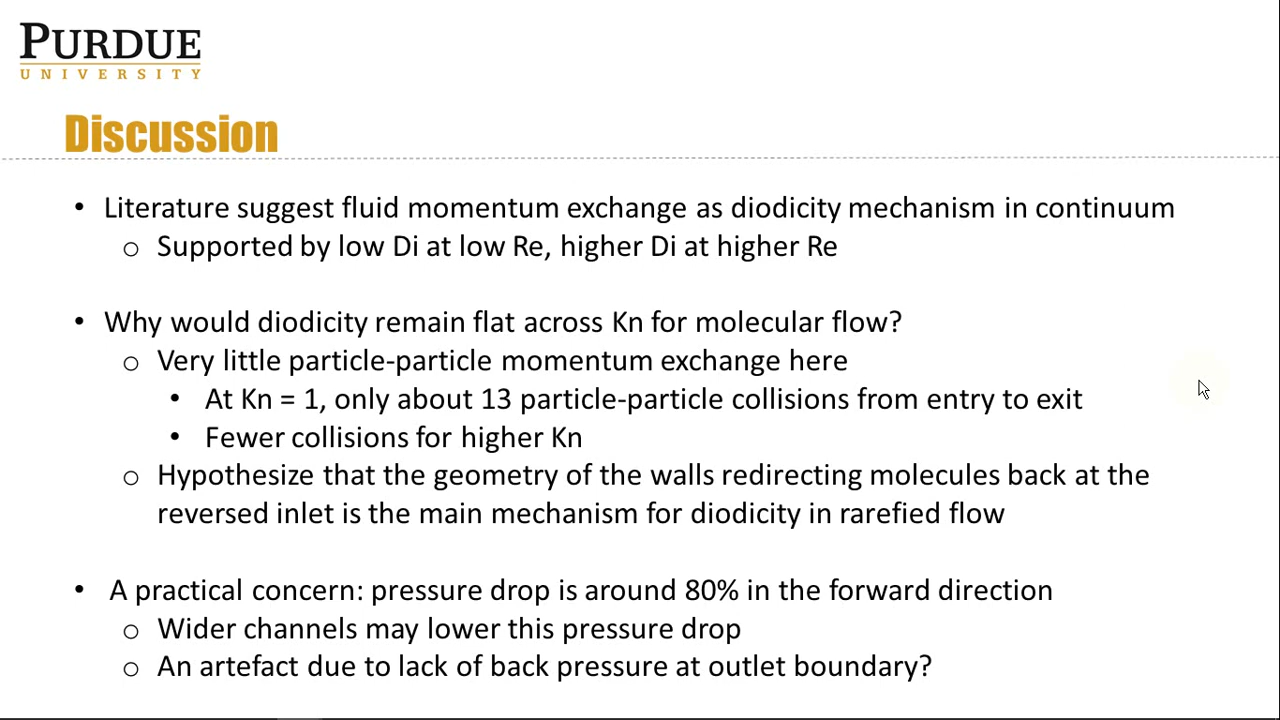 PURDUE
UNIVERSITY
Discussion
• Literature suggest fluid momentum exchange as diodicity mechanism in continuum
o Supported by low Di at low Re, higher Di at higher Re
• Why would diodicity remain flat across Kn for molecular flow?
o Very little particle-particle momentum exchange here
• At Kn = 1, only about 13 particle-particle collisions from entry to exit
• Fewer collisions for higher Kn
o Hypothesize that the geometry of the walls redirecting molecules back at the
reversed inlet is the main mechanism for diodicity in rarefied flow
• A practical concern: pressure drop is around 80% in the forward direction
o Wider channels may lower this pressure drop
o An artefact due to lack of back pressure at outlet boundary?